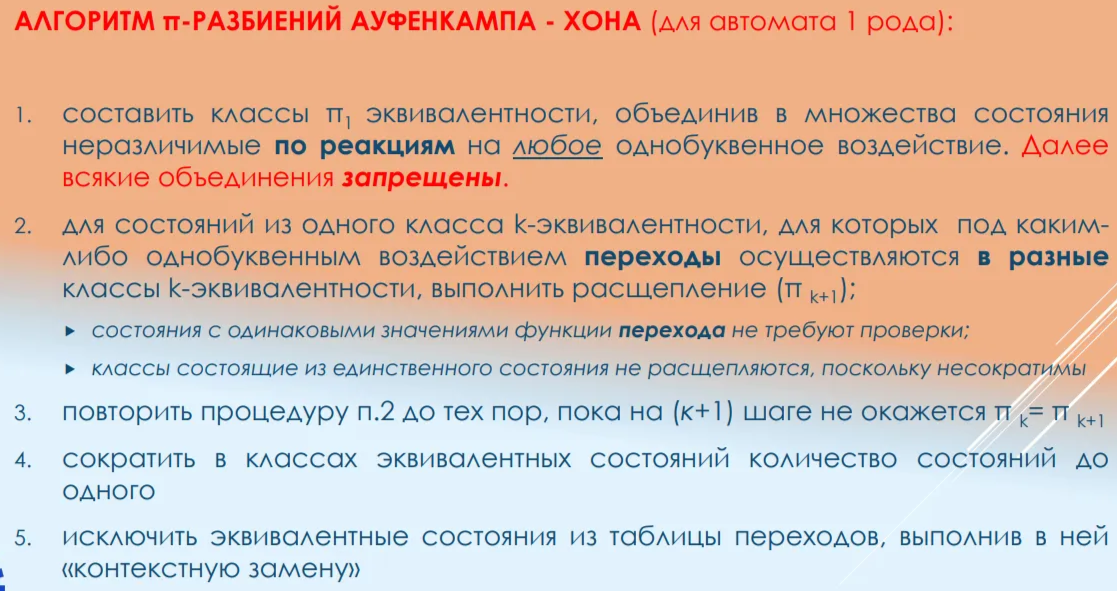 АЛГОРИТМ π-РАЗБИЕНИЙ АУФЕНКАМПА - ХОНА (для автомата 1 рода):
1. составить классы π1 эквивалентности, объединив в множества состояния
неразличимые по реакциям на любое однобуквенное воздействие. Далее
всякие объединения запрещены.
2. для состояний из одного класса k-эквивалентности, для которых под каким-
либо однобуквенным воздействием переходы осуществляются в разные
классы k-эквивалентности, выполнить расщепление (π k+1);
▸ состояния с одинаковыми значениями функции перехода не требуют проверки;
▸ классы состоящие из единственного состояния не расщепляются, поскольку несократимы
3. повторить процедуру п.2 до тех пор, пока на (к+1) шаге не окажется π k= π k+1
4. сократить в классах эквивалентных состояний количество состояний до
одного
5. исключить эквивалентные состояния из таблицы переходов, выполнив в ней
«контекстную замену»